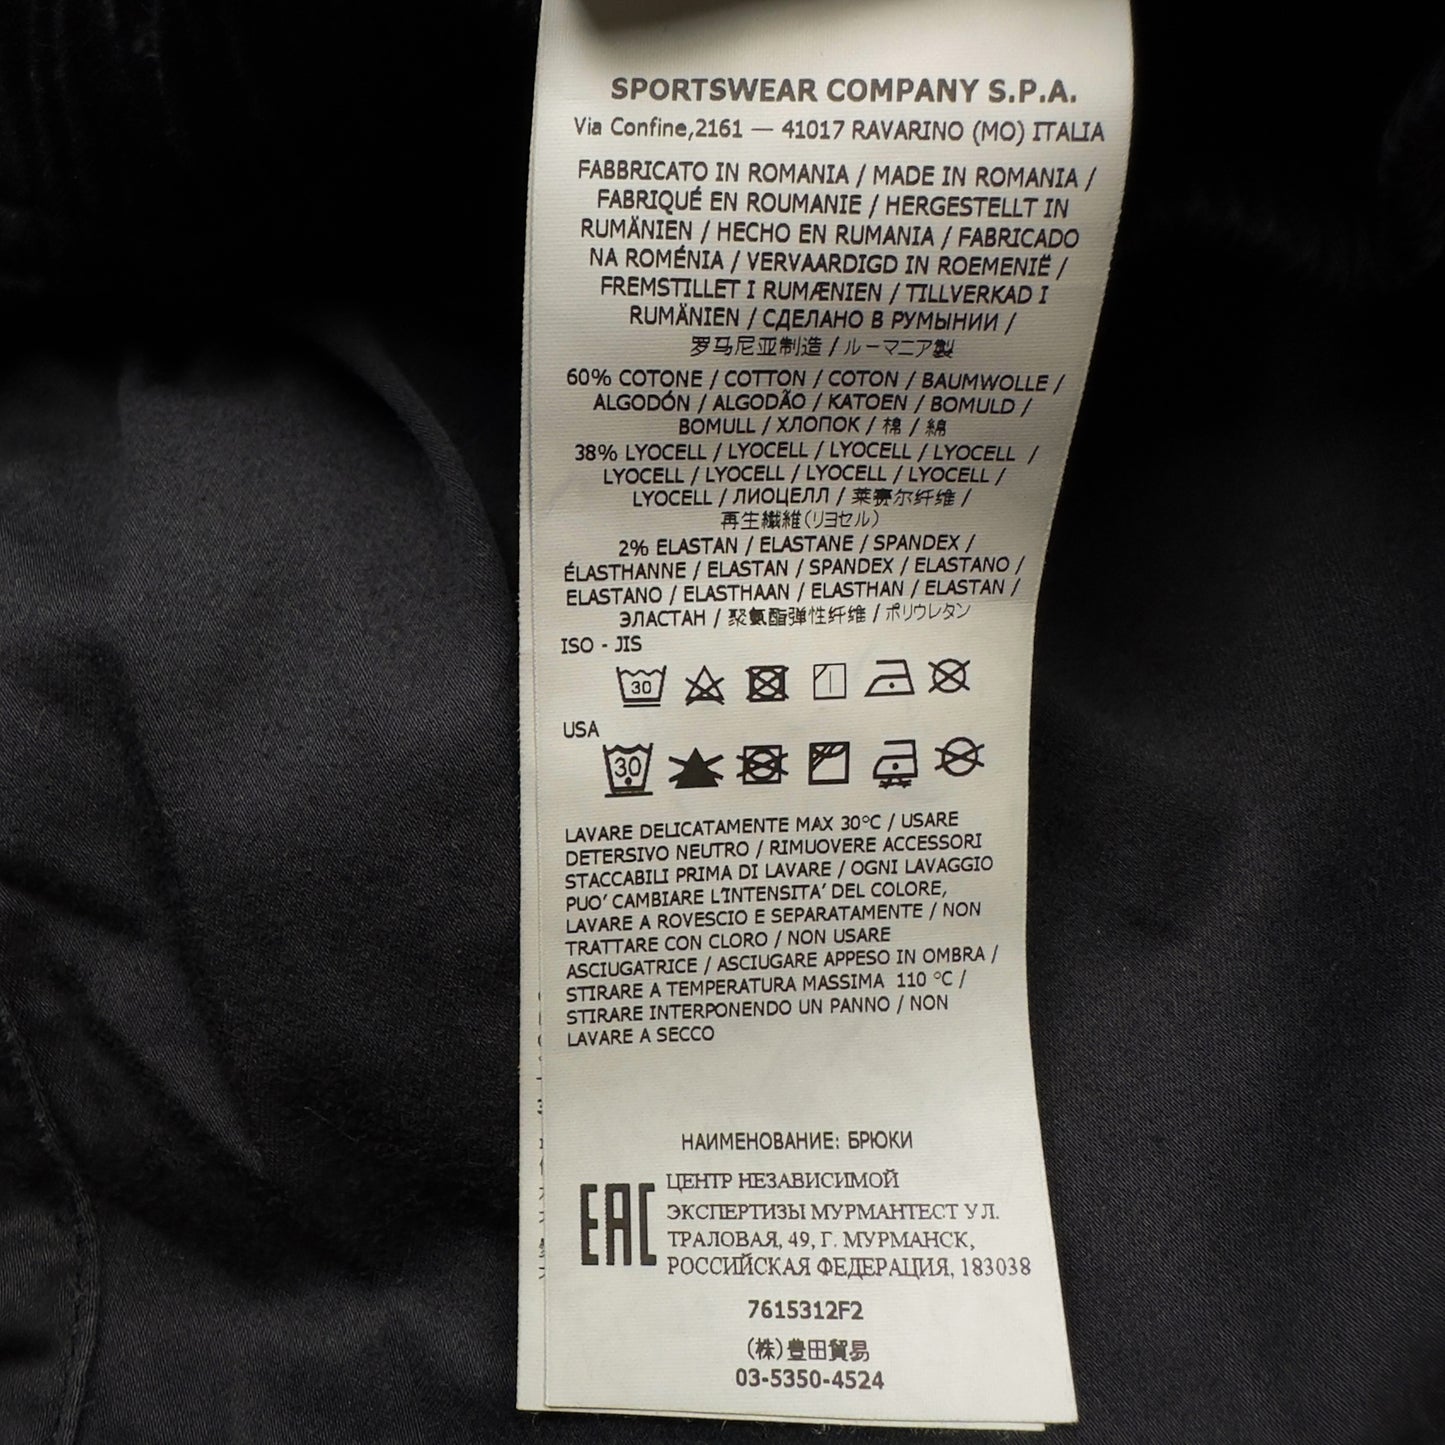 SPORTSWEAR COMPANY S.P.A.
Via Confine,2161 — 41017 RAVARINO (MO) ITALIA
FABBRICATO IN ROMANIA / MADE IN ROMANIA /
FABRIQUÉ EN ROUMANIE / HERGESTELLT IN
RUMÄNIEN / HECHO EN RUMANIA / FABRICADO
NA ROMÉNIA / VERVAARDIGD IN ROEMENIË /
FREMSTILLET I RUMÆNIEN / TILLVERKAD I
RUMÄNIEN / СДЕЛАНО В РУМЫНИИ /
罗马尼亚制造 / ルーマニア製
60% COTONE / COTTON / COTON / BAUMWOLLE /
ALGODÓN / ALGODÃO / KATOEN / BOMULD /
BOMULL / ХЛОПОК / 棉 / 綿
38% LYOCELL / LYOCELL / LYOCELL / LYOCELL /
LYOCELL / LYOCELL / LYOCELL / LYOCELL /
LYOCELL / ЛИОЦЕЛЛ / 莱赛尔纤维 /
再生繊維(リヨセル)
2% ELASTAN / ELASTANE / SPANDEX /
ÉLASTHANNE / ELASTAN / SPANDEX / ELASTANO /
ELASTANO / ELASTHAAN / ELASTHAN / ELASTAN /
ЭЛАСТАН / 聚氨酯弹性纤维 / ポリウレタン
ISO - JIS
30
USA
30
LAVARE DELICATAMENTE MAX 30°C / USARE
DETERSIVO NEUTRO / RIMUOVERE ACCESSORI
STACCABILI PRIMA DI LAVARE / OGNI LAVAGGIO
PUO' CAMBIARE L'INTENSITA' DEL COLORE,
LAVARE A ROVESCIO E SEPARATAMENTE / NON
TRATTARE CON CLORO / NON USARE
ASCIUGATRICE / ASCIUGARE APPESO IN OMBRA /
STIRARE A TEMPERATURA MASSIMA 110 °C /
STIRARE INTERPONENDO UN PANNO / NON
LAVARE A SECCO
НАИМЕНОВАНИЕ: БРЮКИ
EAC
ЦЕНТР НЕЗАВИСИМОЙ
ЭКСПЕРТИЗЫ МУРМАНТЕСТ УЛ.
ТРАЛОВАЯ, 49, Г. МУРМАНСК,
РОССИЙСКАЯ ФЕДЕРАЦИЯ, 183038
7615312F2
(株)豊田貿易
03-5350-4524